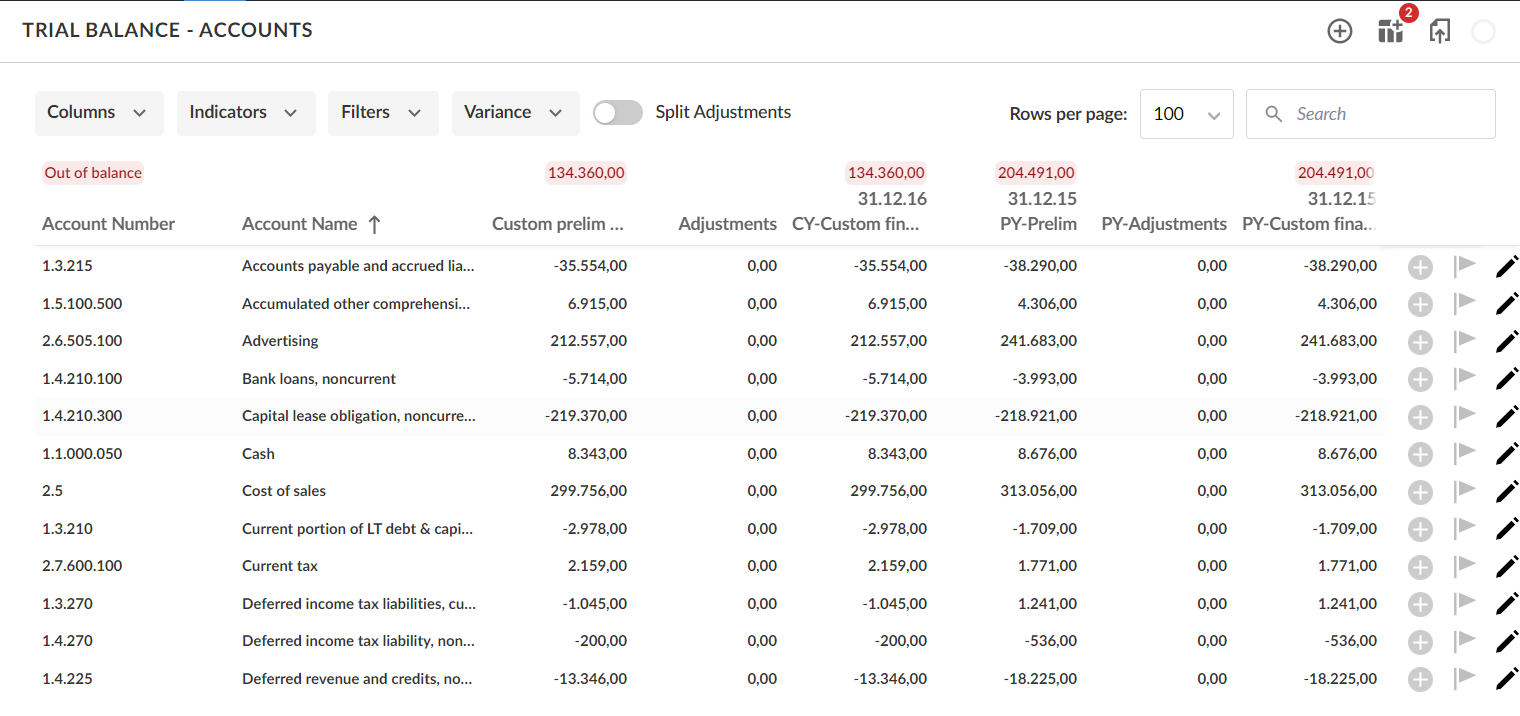 TRIAL BALANCE - ACCOUNTS
2
Columns Indicators Filters Variance Split Adjustments Rows per page: 100 Search
Out of balance 134.360,00 134.360,00 204.491,00 204.491,00
31.12.16 31.12.15 31.12.15
Account Number Account Name Custom prelim ... Adjustments CY-Custom fin... PY-Prelim PY-Adjustments PY-Custom fina...
1.3.215 Accounts payable and accrued lia... -35.554,00 0,00 -35.554,00 -38.290,00 0,00 -38.290,00
1.5.100.500 Accumulated other comprehensi... 6.915,00 0,00 6.915,00 4.306,00 0,00 4.306,00
2.6.505.100 Advertising 212.557,00 0,00 212.557,00 241.683,00 0,00 241.683,00
1.4.210.100 Bank loans, noncurrent -5.714,00 0,00 -5.714,00 -3.993,00 0,00 -3.993,00
1.4.210.300 Capital lease obligation, noncurre... -219.370,00 0,00 -219.370,00 -218.921,00 0,00 -218.921,00
1.1.000.050 Cash 8.343,00 0,00 8.343,00 8.676,00 0,00 8.676,00
2.5 Cost of sales 299.756,00 0,00 299.756,00 313.056,00 0,00 313.056,00
1.3.210 Current portion of LT debt & capi... -2.978,00 0,00 -2.978,00 -1.709,00 0,00 -1.709,00
2.7.600.100 Current tax 2.159,00 0,00 2.159,00 1.771,00 0,00 1.771,00
1.3.270 Deferred income tax liabilities, cu... -1.045,00 0,00 -1.045,00 1.241,00 0,00 1.241,00
1.4.270 Deferred income tax liability, non... -200,00 0,00 -200,00 -536,00 0,00 -536,00
1.4.225 Deferred revenue and credits, no... -13.346,00 0,00 -13.346,00 -18.225,00 0,00 -18.225,00